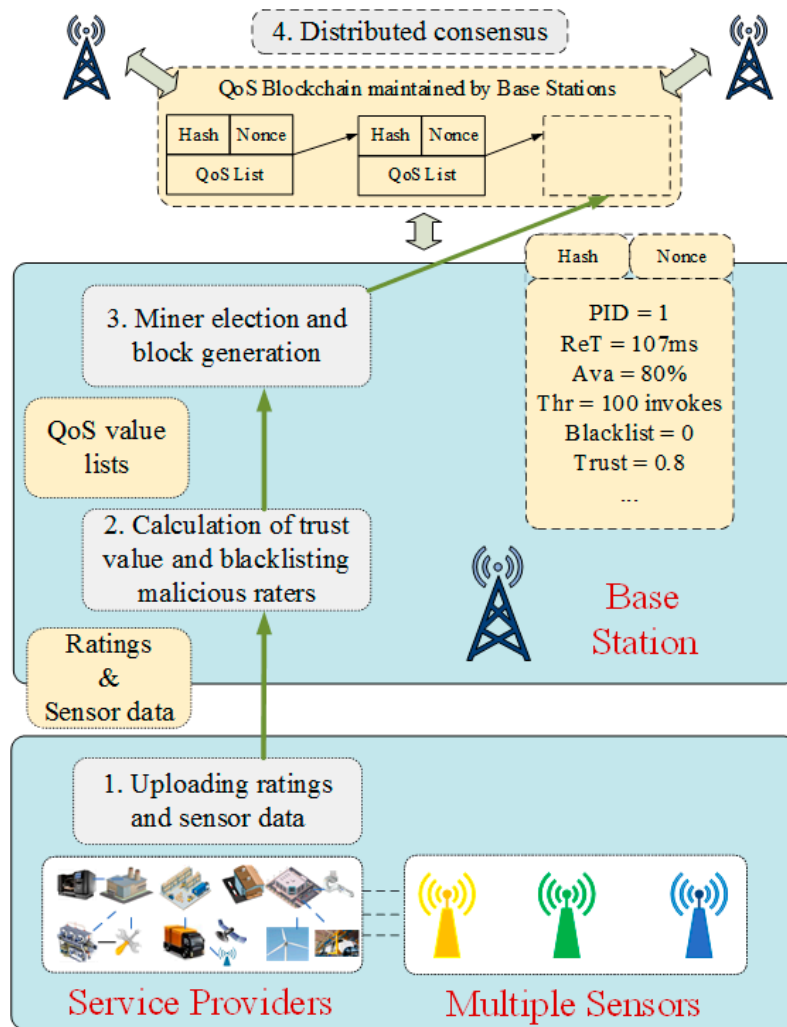 4. Distributed consensus
QoS Blockchain maintained by Base Stations
Hash Nonce
QoS List
Hash Nonce
QoS List
Hash Nonce
PID = 1
ReT = 107ms
Ava = 80%
Thr = 100 invokes
Blacklist = 0
Trust = 0.8
...
3. Miner election and
block generation
QoS value
lists
2. Calculation of trust
value and blacklisting
malicious raters
Base
Station
Ratings
&
Sensor data
1. Uploading ratings
and sensor data
Service Providers
Multiple Sensors